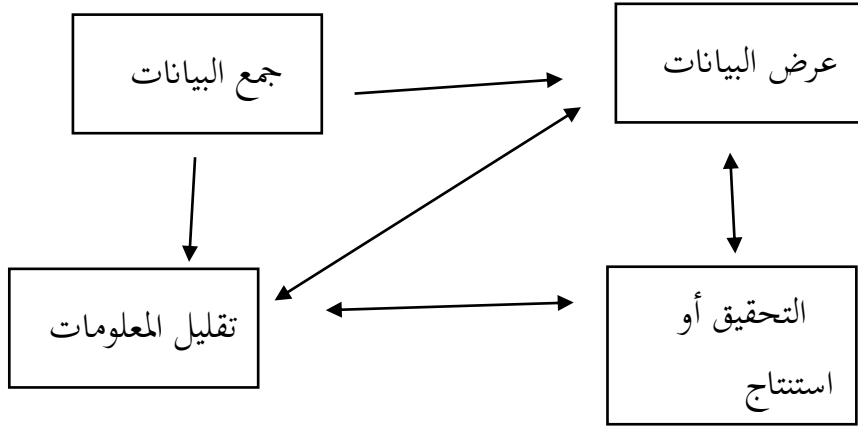 عرض البيانات
جمع البيانات
التحقيق أو
استنتاج
تقليل المعلومات